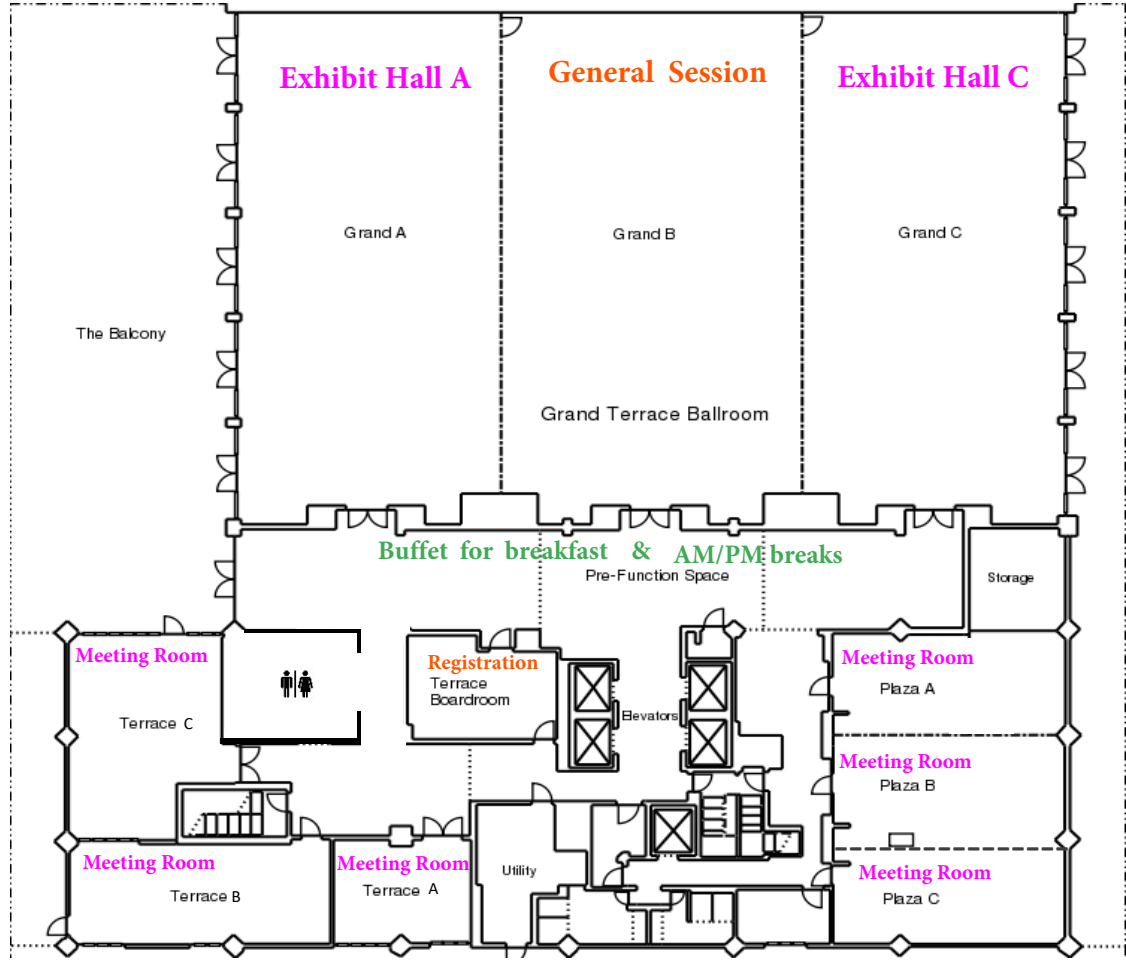 Exhibit Hall A
General Session
Exhibit Hall C
Grand A
Grand B
Grand C
The Balcony
Grand Terrace Ballroom
Buffet for breakfast & AM/PM breaks
Pre-Function Space
Storage
Meeting Room
Terrace C
Registration
Terrace
Boardroom
Elevators
Meeting Room
Plaza A
Meeting Room
Plaza B
Meeting Room
Terrace B
Meeting Room
Terrace A
Utility
Meeting Room
Plaza C